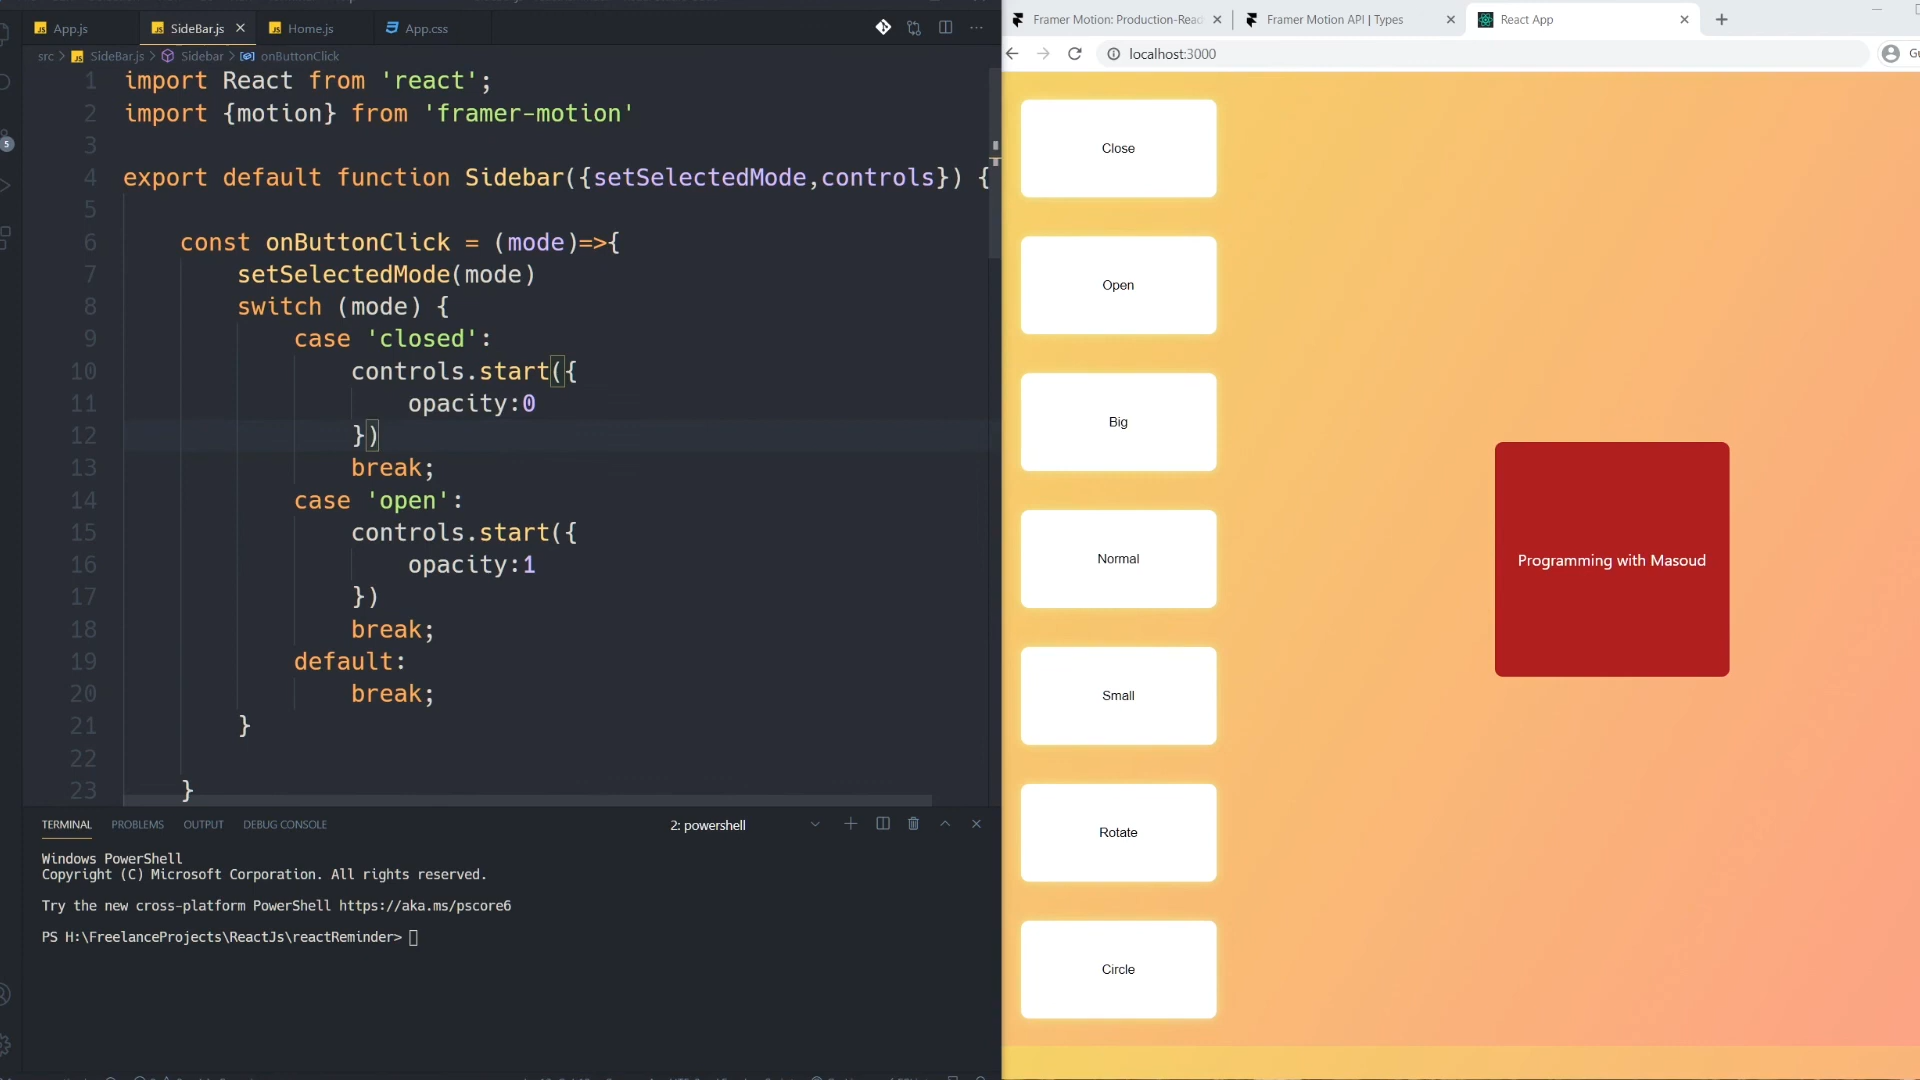 App.js
SideBar.js
Home.js
App.css
src > SideBar.js > Sidebar > onButtonClick
1 import React from 'react';
2 import {motion} from 'framer-motion'
3
4 export default function Sidebar({setSelectedMode,controls}) {
5
6 const onButtonClick = (mode)=>{
7 setSelectedMode(mode)
8 switch (mode) {
9 case 'closed':
10 controls.start({
11 opacity:0
12 })
13 break;
14 case 'open':
15 controls.start({
16 opacity:1
17 })
18 break;
19 default:
20 break;
21 }
22
23 }
5
TERMINAL PROBLEMS OUTPUT DEBUG CONSOLE 2: powershell
Windows PowerShell
Copyright (C) Microsoft Corporation. All rights reserved.
Try the new cross-platform PowerShell https://aka.ms/pscore6
PS H:\FreelanceProjects\ReactJs\reactReminder>
Framer Motion: Production-Read
Framer Motion API | Types
React App
localhost:3000
Close
Open
Big
Normal
Small
Rotate
Circle
Programming with Masoud